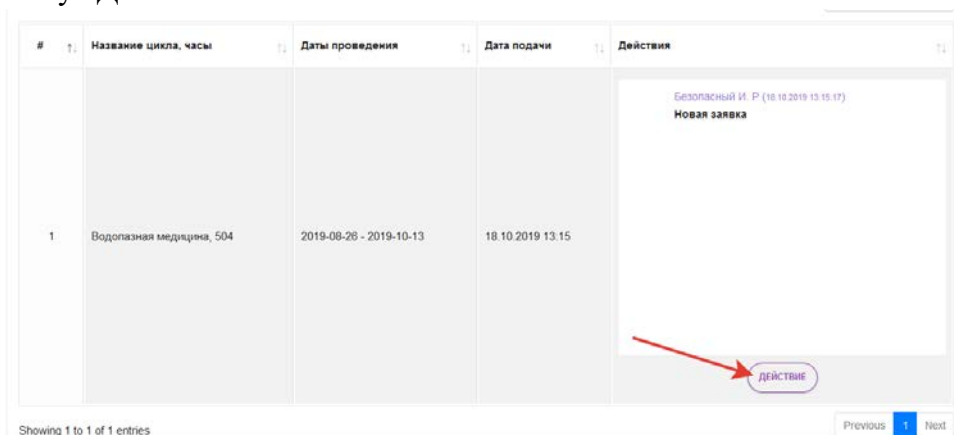 # Название цикла, часы Даты проведения Дата подачи Действия
Безопасный И. Р (18.10.2019 13:15:17)
Новая заявка
1 Водолазная медицина, 504 2019-08-26 - 2019-10-13 18.10.2019 13:15
ДЕЙСТВИЕ
Showing 1 to 1 of 1 entries
Previous 1 Next